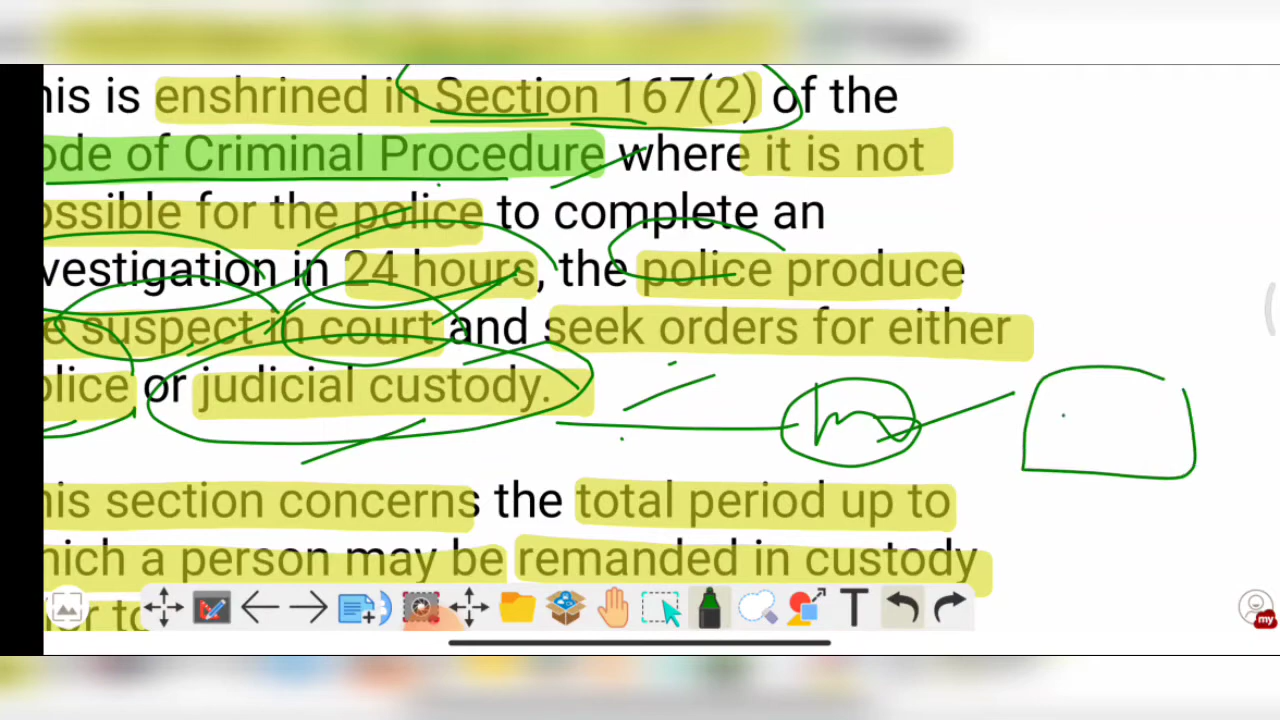 his is enshrined in Section 167(2) of the
ode of Criminal Procedure where it is not
ossible for the police to complete an
vestigation in 24 hours, the police produce
e suspect in court and seek orders for either
olice or judicial custody.
his section concerns the total period up to
hich a person may be remanded in custody
T
my